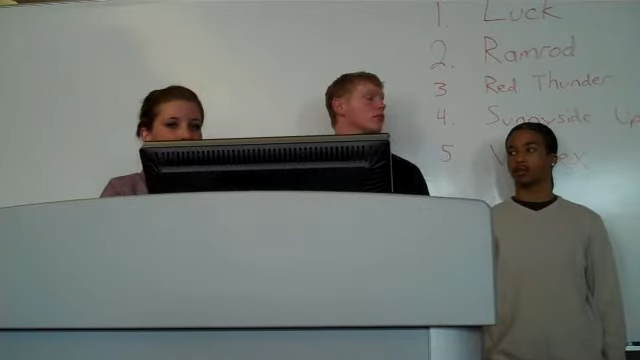 1. Luck
2. Ramrod
3 Red Thunder
4. Sunnyside Up
5